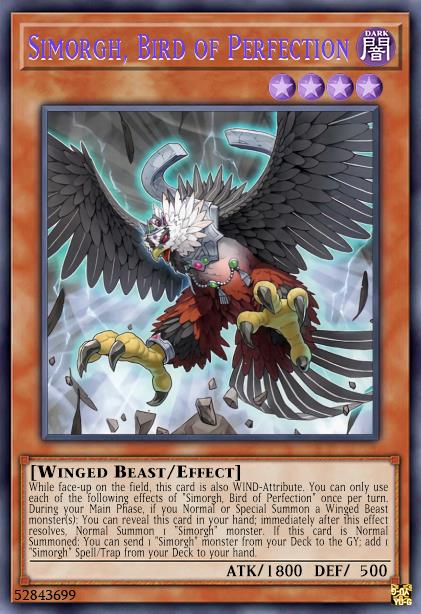 Simorgh, Bird of Perfection
DARK
闇
[Winged Beast/Effect]
While face-up on the field, this card is also WIND-Attribute. You can only use
each of the following effects of "Simorgh, Bird of Perfection" once per turn.
During your Main Phase, if you Normal or Special Summon a Winged Beast
monster(s): You can reveal this card in your hand; immediately after this effect
resolves, Normal Summon 1 "Simorgh" monster. If this card is Normal
Summoned: You can send 1 "Simorgh" monster from your Deck to the GY; add 1
"Simorgh" Spell/Trap from your Deck to your hand.
ATK/1800 DEF/ 500
52843699